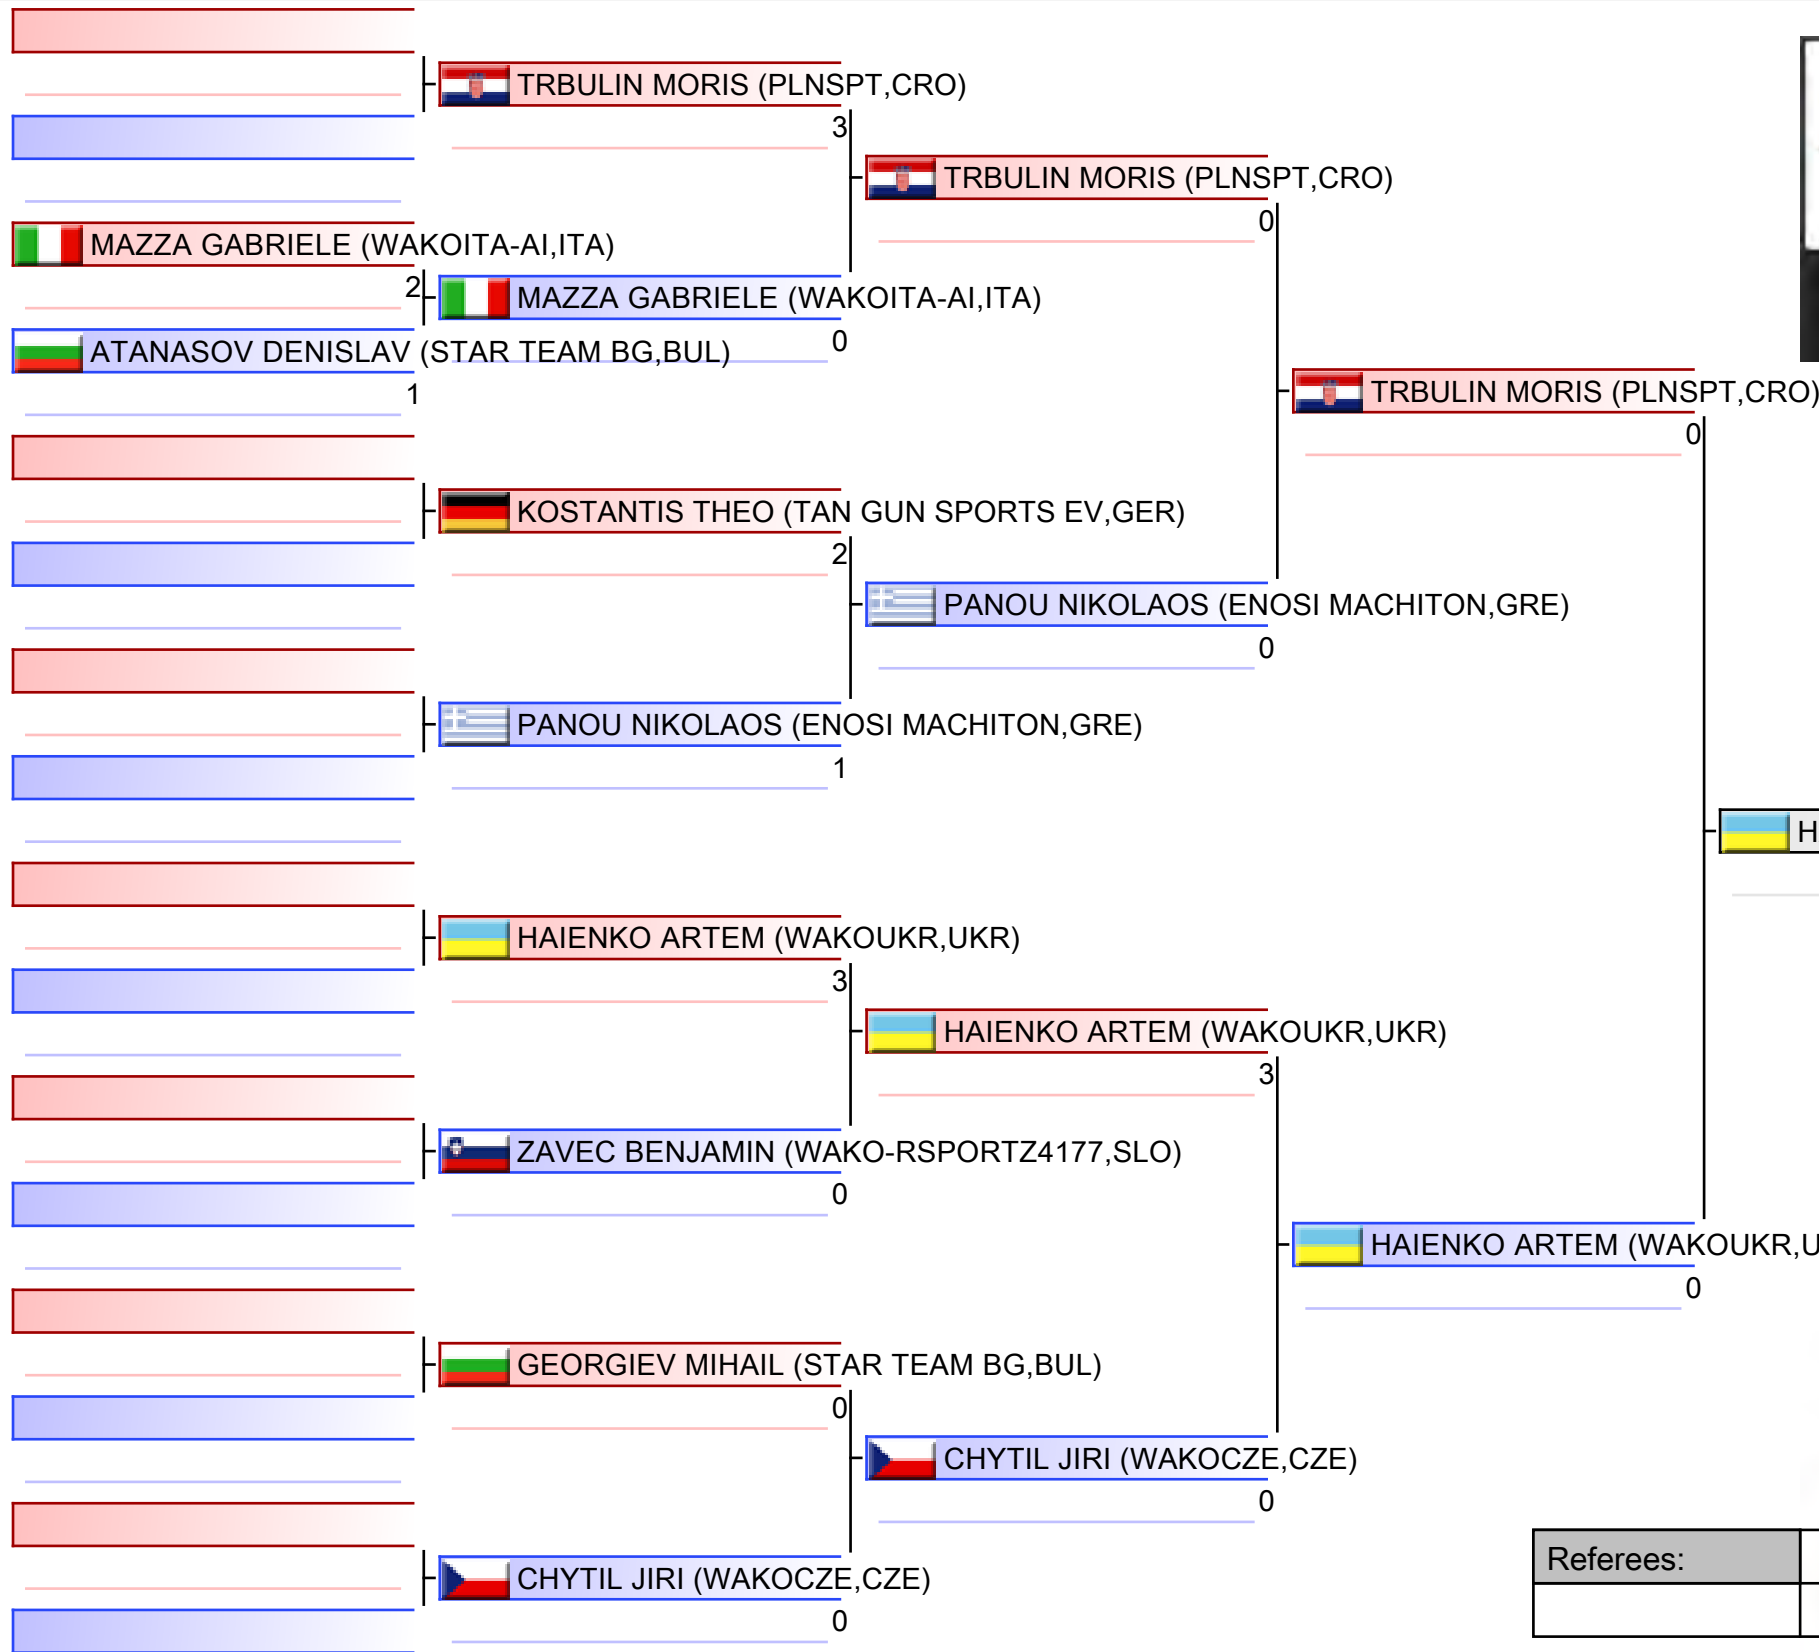 TRBULIN MORIS (PLNSPT,CRO)
3
TRBULIN MORIS (PLNSPT,CRO)
0
MAZZA GABRIELE (WAKOITA-AI,ITA)
2
MAZZA GABRIELE (WAKOITA-AI,ITA)
0
ATANASOV DENISLAV (STAR TEAM BG,BUL)
1
TRBULIN MORIS (PLNSPT,CRO)
0
KOSTANTIS THEO (TAN GUN SPORTS EV,GER)
2
PANOU NIKOLAOS (ENOSI MACHITON,GRE)
0
PANOU NIKOLAOS (ENOSI MACHITON,GRE)
1
H
HAIENKO ARTEM (WAKOUKR,UKR)
3
HAIENKO ARTEM (WAKOUKR,UKR)
3
ZAVEC BENJAMIN (WAKO-RSPORTZ4177,SLO)
0
HAIENKO ARTEM (WAKOUKR,U
0
GEORGIEV MIHAIL (STAR TEAM BG,BUL)
0
CHYTIL JIRI (WAKOCZE,CZE)
0
Referees:
CHYTIL JIRI (WAKOCZE,CZE)
0